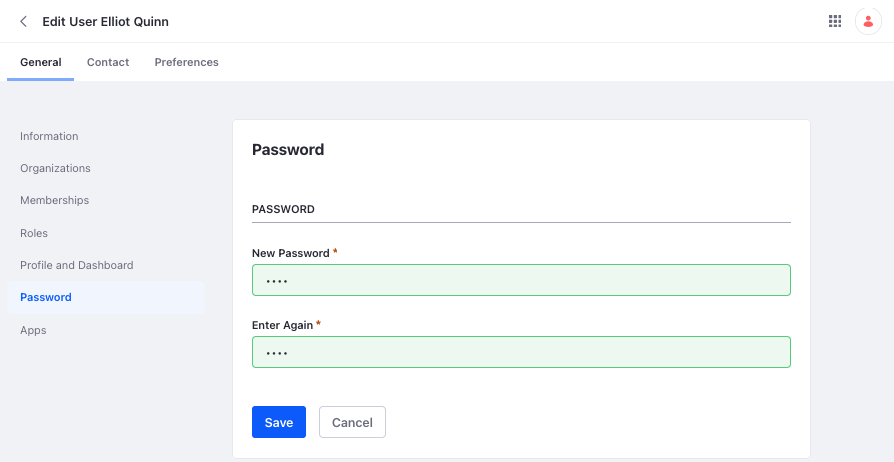 Edit User Elliot Quinn
General Contact Preferences
Information
Organizations
Memberships
Roles
Profile and Dashboard
Password
Apps
Password
PASSWORD
New Password *
••••
Enter Again *
••••
Save Cancel